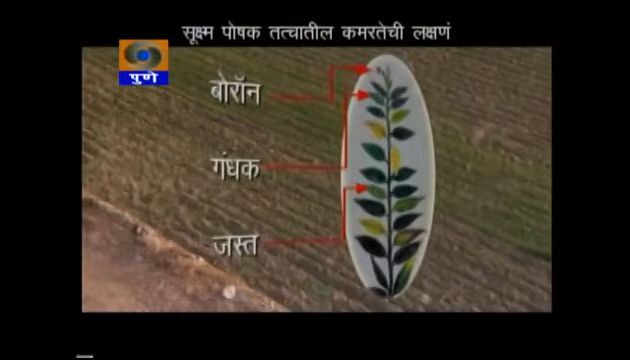 सूक्ष्म पोषक तत्चातील कमरतेची लक्षणं
पुणे
बोरॉन
गंधक
जस्त